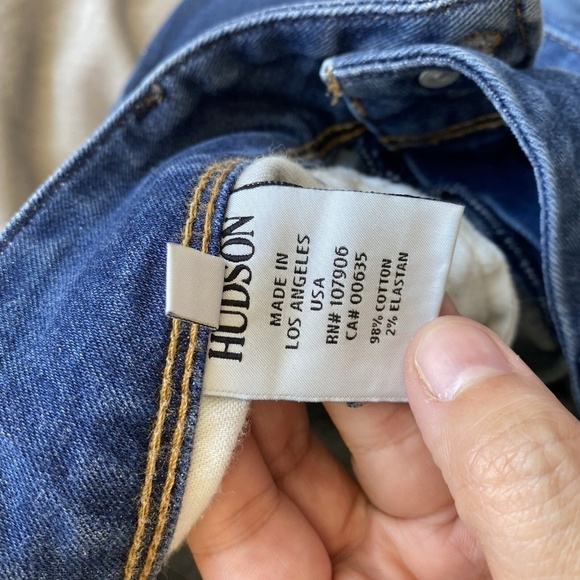 HUDSON
MADE IN
LOS ANGELES
USA
RN# 107906
CA# 00635
98% COTTON
2% ELASTAN